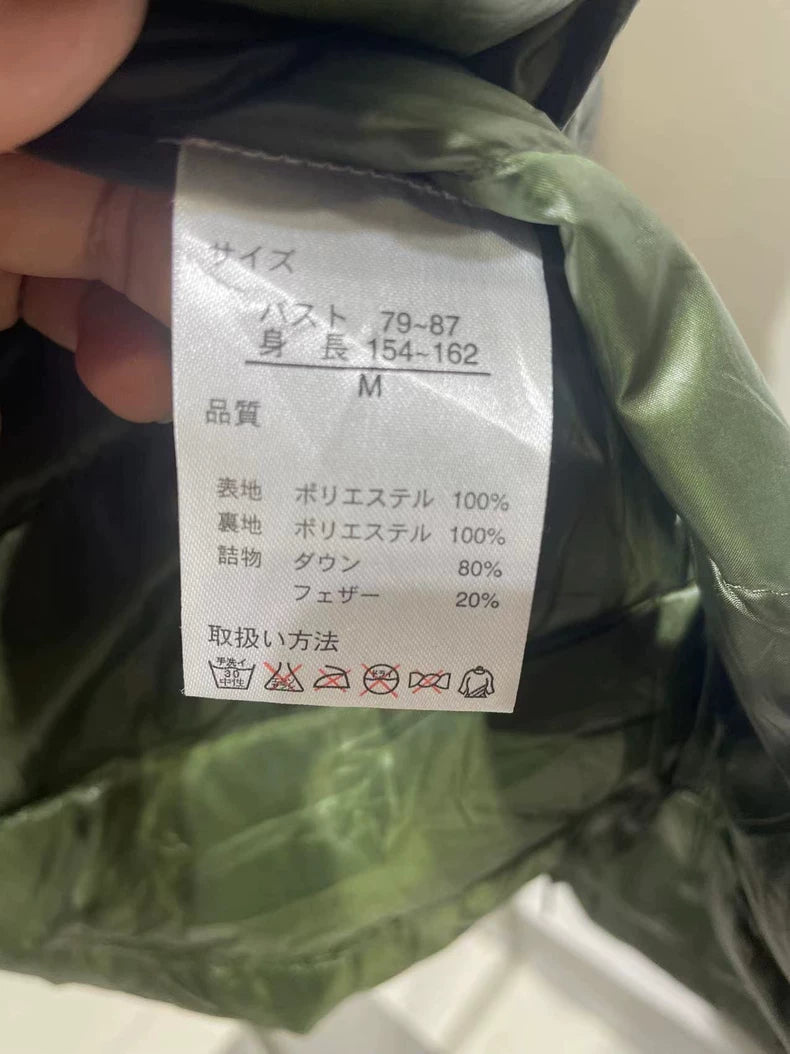 サイズ
バスト 79~87
身 長 154~162
M
品質
表地 ポリエステル 100%
裏地 ポリエステル 100%
詰物 ダウン 80%
フェザー 20%
取扱い方法
手洗イ
30
中性